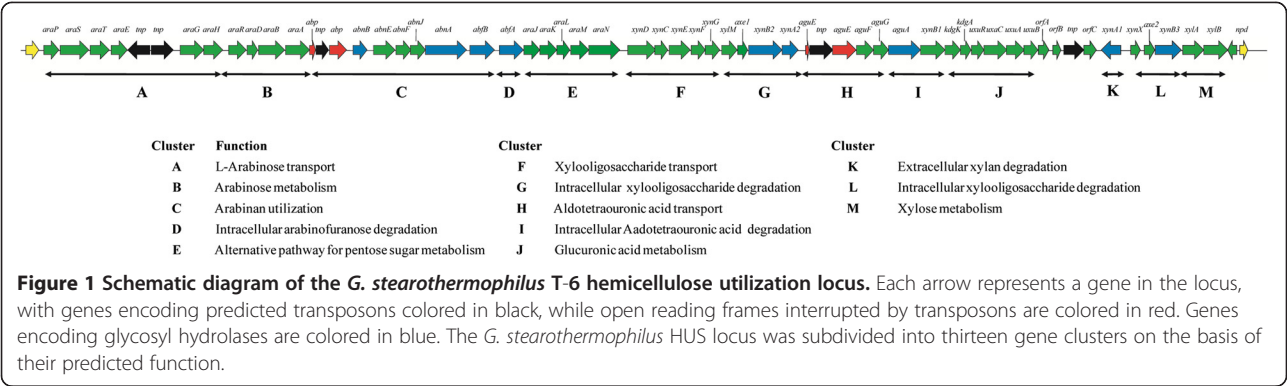 abp abnJ araL xynG aguE aguG kdgA orfA axe2
araP araS araT araE tnp tnp araG araH araR araD araB araA tnp abp abnB abnE abnF abnA abfB abfA araJ araK araM araN xynD xynC xynE xynF xylM axe1 xynB2 xynA2 tnp aguE aguF aguA xynB1 kdgK uxuR uxaC uxuA uxuB orfB tnp orfC xynA1 xynX xynB3 xylA xylB npd
A B C D E F G H I J K L M
Cluster Function Cluster Cluster
A L-Arabinose transport F Xylooligosaccharide transport K Extracellular xylan degradation
B Arabinose metabolism G Intracellular xylooligosaccharide degradation L Intracellular xylooligosaccharide degradation
C Arabinan utilization H Aldotetraouronic acid transport M Xylose metabolism
D Intracellular arabinofuranose degradation I Intracellular Aadotetraouronic acid degradation
E Alternative pathway for pentose sugar metabolism J Glucuronic acid metabolism
Figure 1 Schematic diagram of the G. stearothermophilus T-6 hemicellulose utilization locus. Each arrow represents a gene in the locus,
with genes encoding predicted transposons colored in black, while open reading frames interrupted by transposons are colored in red. Genes
encoding glycosyl hydrolases are colored in blue. The G. stearothermophilus HUS locus was subdivided into thirteen gene clusters on the basis of
their predicted function.